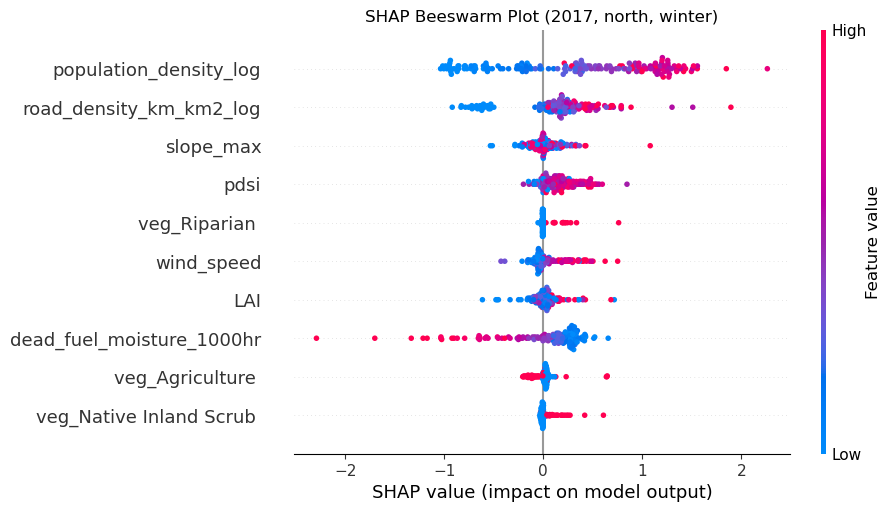 SHAP Beeswarm Plot (2017, north, winter)
High
population_density_log
road_density_km_km2_log
slope_max
pdsi
veg_Riparian
wind_speed
LAI
dead_fuel_moisture_1000hr
veg_Agriculture
veg_Native Inland Scrub
Feature value
Low
−2 −1 0 1 2
SHAP value (impact on model output)